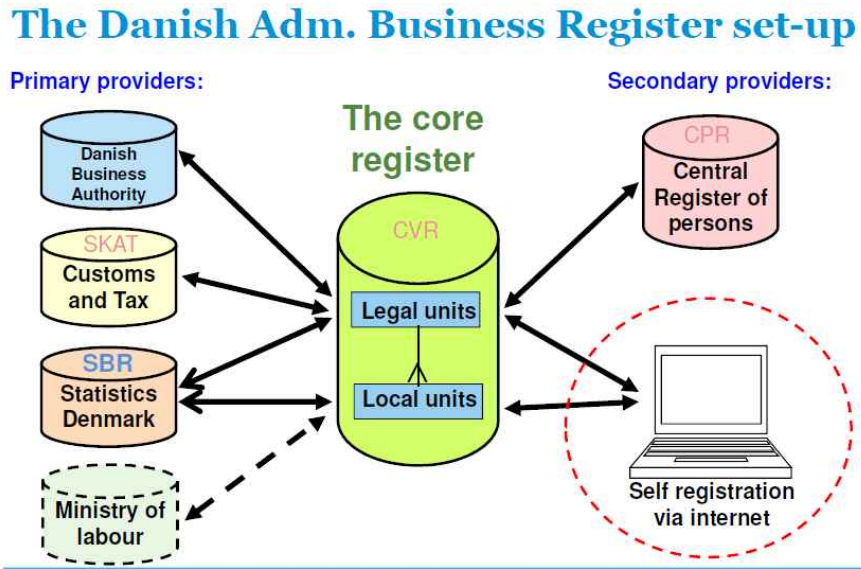 The Danish Adm. Business Register set-up
Primary providers:
Secondary providers:
The core
register
Danish
Business
Authority
SKAT
Customs
and Tax
SBR
Statistics
Denmark
Ministry of
labour
CVR
Legal units
Local units
CPR
Central
Register of
persons
Self registration
via internet